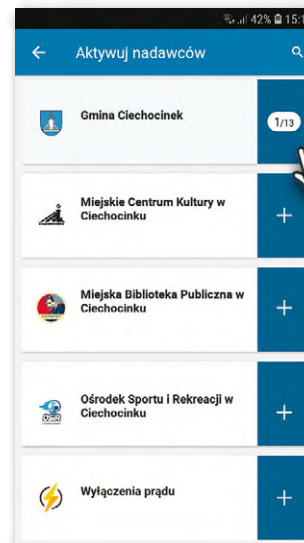 42% 15:1
Aktywuj nadawców
Gmina Ciechocinek
1/13
Miejskie Centrum Kultury w
Ciechocinku
+
Miejska Biblioteka Publiczna w
Ciechocinku
+
Ośrodek Sportu i Rekreacji w
Ciechocinku
+
OSiR
Wyłączenia prądu
+